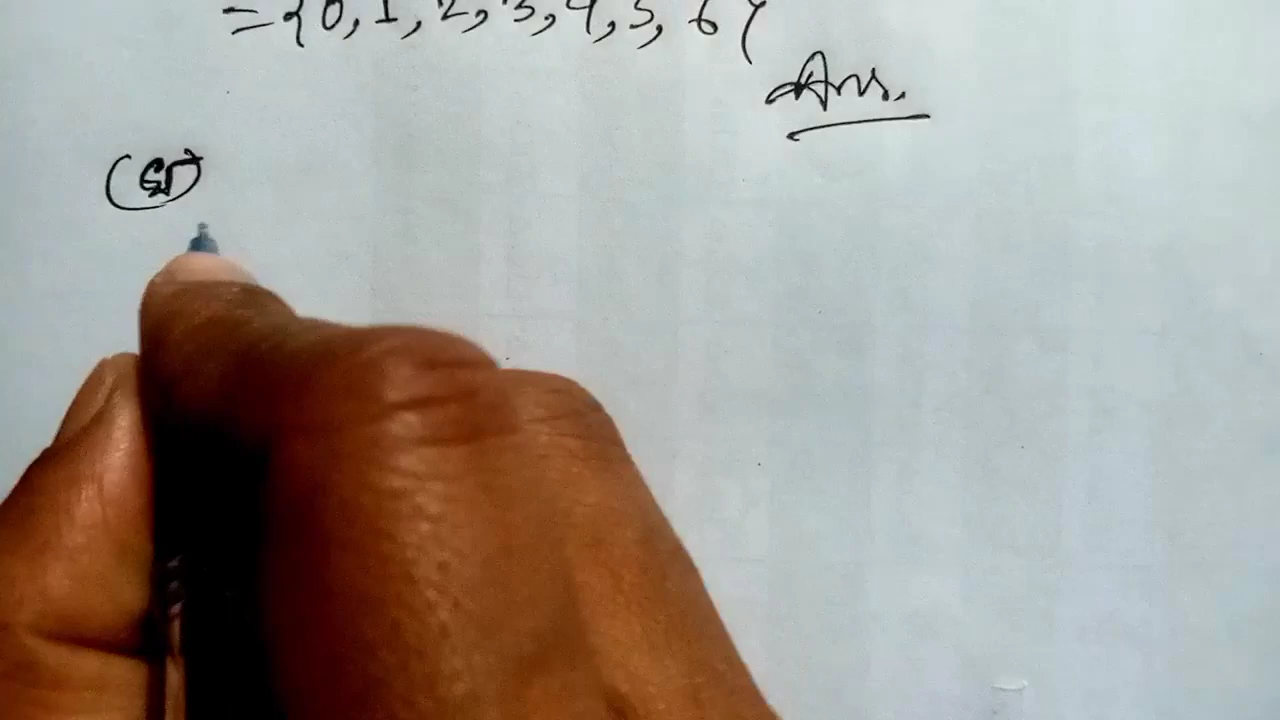 = {0, 1, 2, 3, 4, 5, 6}
Ans.